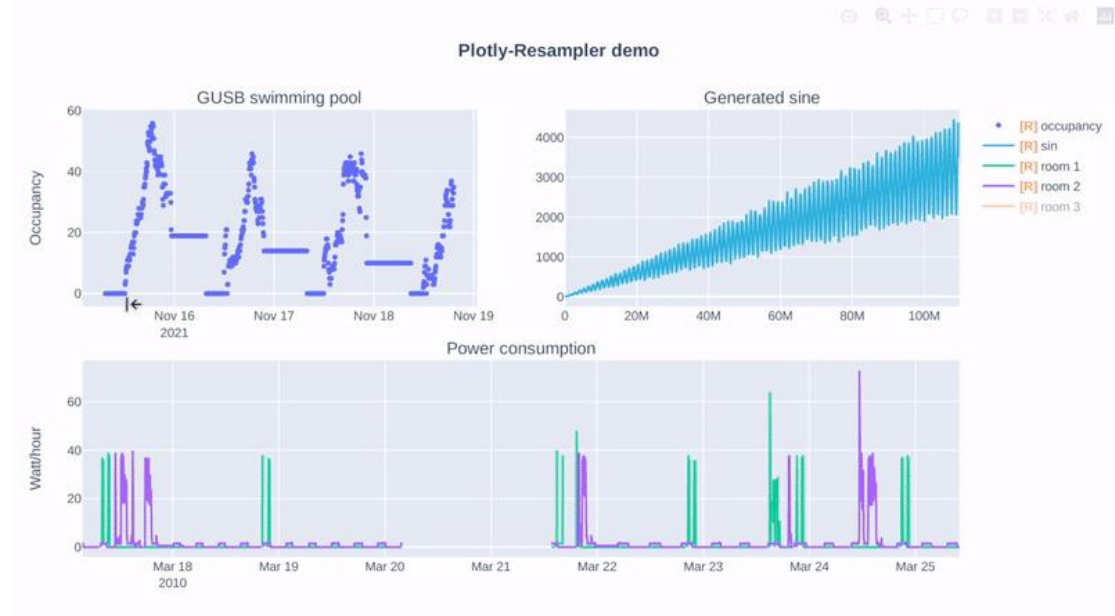 Plotly-Resampler demo
GUSB swimming pool
Occupancy
60
40
20
0
Nov 16
2021
Nov 17
Nov 18
Nov 19
Generated sine
4000
3000
2000
1000
0
0
20M
40M
60M
80M
100M
[R] occupancy
[R] sin
[R] room 1
[R] room 2
[R] room 3
Power consumption
Watt/hour
60
40
20
0
Mar 18
2010
Mar 19
Mar 20
Mar 21
Mar 22
Mar 23
Mar 24
Mar 25